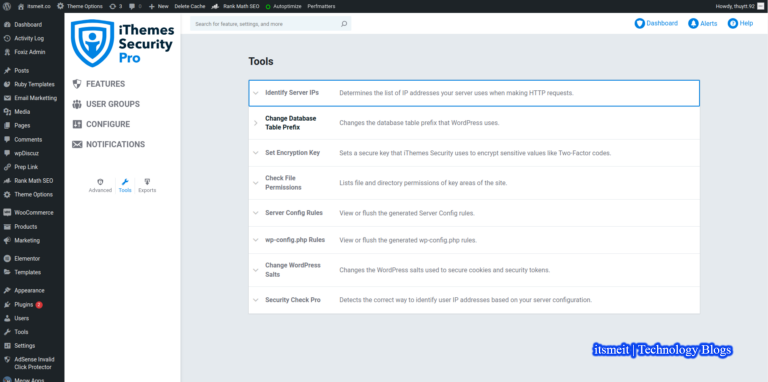 itsmeit.co
Theme Options
3
0
New
Delete Cache
Rank Math SEO
Autoptimize
Perfmatters
Howdy, thuytt.92
Dashboard
Activity Log
Foxiz Admin
Posts
Ruby Templates
Email Marketting
Media
Pages
Comments
wpDiscuz
Prep Link
Rank Math SEO
Theme Options
WooCommerce
Products
Marketing
Elementor
Templates
Appearance
Plugins 2
Users
Tools
Settings
AdSense Invalid
Click Protector
Meow Apps
iThemes
Security
Pro
FEATURES
USER GROUPS
CONFIGURE
NOTIFICATIONS
Advanced
Tools
Exports
Search for feature, settings, and more
Dashboard
Alerts
Help
Tools
Identify Server IPs
Determines the list of IP addresses your server uses when making HTTP requests.
Change Database
Table Prefix
Changes the database table prefix that WordPress uses.
Set Encryption Key
Sets a secure key that iThemes Security uses to encrypt sensitive values like Two-Factor codes.
Check File
Permissions
Lists file and directory permissions of key areas of the site.
Server Config Rules
View or flush the generated Server Config rules.
wp-config.php Rules
View or flush the generated wp-config.php rules.
Change WordPress
Salts
Changes the WordPress salts used to secure cookies and security tokens.
Security Check Pro
Detects the correct way to identify user IP addresses based on your server configuration.
itsmeit | Technology Blogs